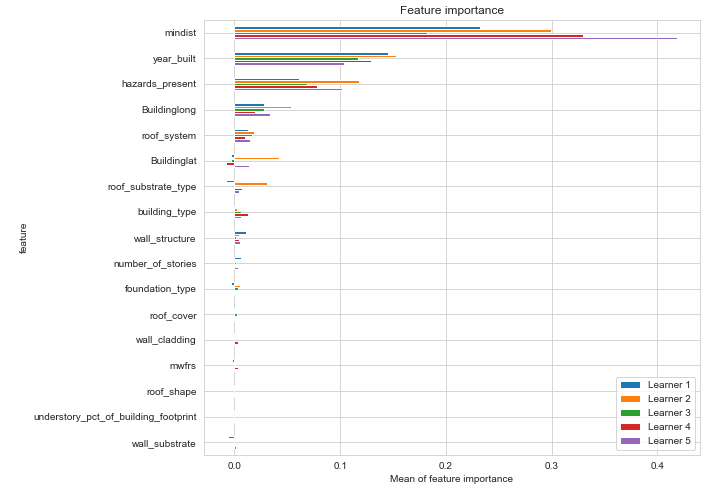 Feature importance
mindist
year_built
hazards_present
Buildinglong
roof_system
Buildinglat
roof_substrate_type
building_type
wall_structure
number_of_stories
foundation_type
roof_cover
wall_cladding
mwfrs
roof_shape
understory_pct_of_building_footprint
wall_substrate
feature
0.0 0.1 0.2 0.3 0.4
Mean of feature importance
Learner 1
Learner 2
Learner 3
Learner 4
Learner 5